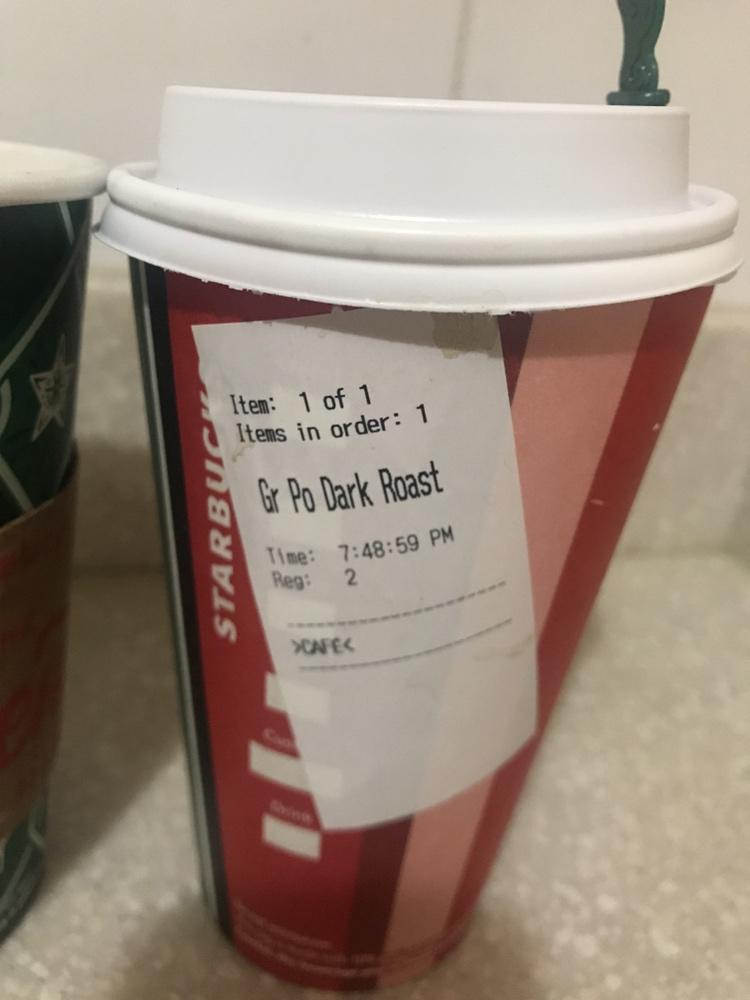 STARBUCK
Item: 1 of 1
Items in order: 1
Gr Po Dark Roast
Time: 7:48:59 PM
Reg: 2
>CAFE<
Drink